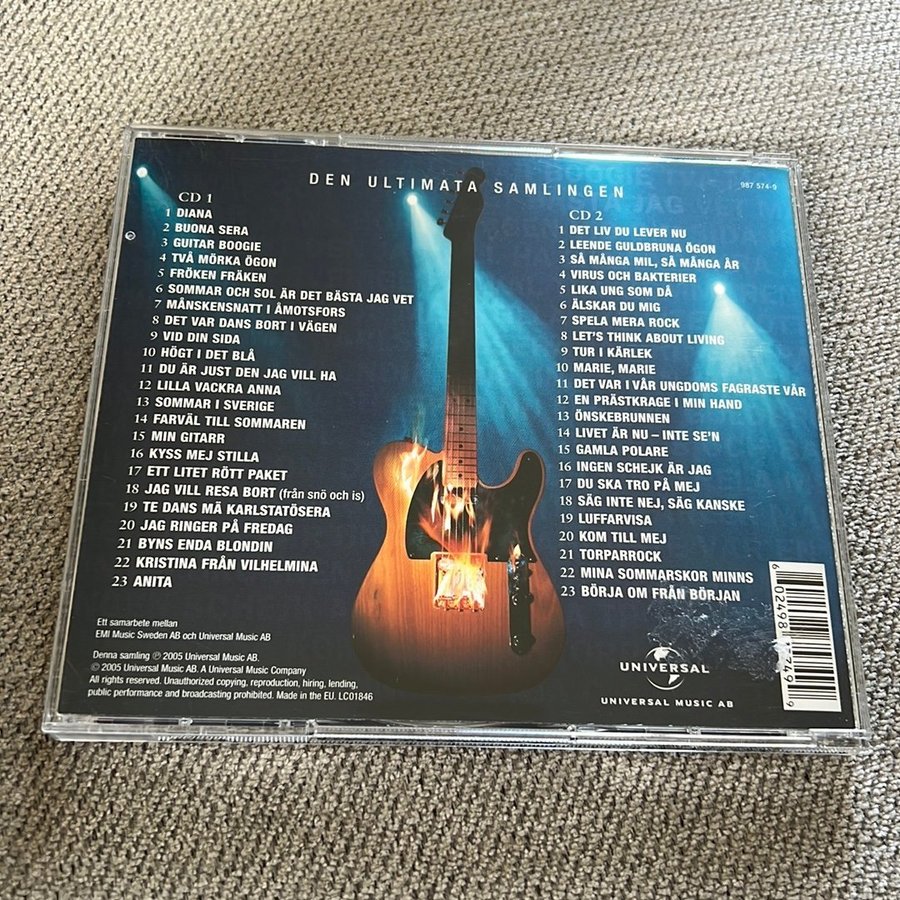 DEN ULTIMATA SAMLINGEN
987 574-9
CD 1
1 DIANA
2 BUONA SERA
3 GUITAR BOOGIE
4 TVÅ MÖRKA ÖGON
5 FRÖKEN FRÄKEN
6 SOMMAR OCH SOL ÄR DET BÄSTA JAG VET
7 MÅNSKENSNATT I ÅMOTSFORS
8 DET VAR DANS BORT I VÄGEN
9 VID DIN SIDA
10 HÖGT I DET BLÅ
11 DU ÄR JUST DEN JAG VILL HA
12 LILLA VACKRA ANNA
13 SOMMAR I SVERIGE
14 FARVÄL TILL SOMMAREN
15 MIN GITARR
16 KYSS MEJ STILLA
17 ETT LITET RÖTT PAKET
18 JAG VILL RESA BORT (från snö och is)
19 TE DANS MÄ KARLSTATÖSERA
20 JAG RINGER PÅ FREDAG
21 BYNS ENDA BLONDIN
22 KRISTINA FRÅN VILHELMINA
23 ANITA
CD 2
1 DET LIV DU LEVER NU
2 LEENDE GULDBRUNA ÖGON
3 SÅ MÅNGA MIL, SÅ MÅNGA ÅR
4 VIRUS OCH BAKTERIER
5 LIKA UNG SOM DÅ
6 ÄLSKAR DU MIG
7 SPELA MERA ROCK
8 LET'S THINK ABOUT LIVING
9 TUR I KÄRLEK
10 MARIE, MARIE
11 DET VAR I VÅR UNGDOMS FAGRASTE VÅR
12 EN PRÄSTKRAGE I MIN HAND
13 ÖNSKEBRUNNEN
14 LIVET ÄR NU – INTE SE'N
15 GAMLA POLARE
16 INGEN SCHEJK ÄR JAG
17 DU SKA TRO PÅ MEJ
18 SÄG INTE NEJ, SÄG KANSKE
19 LUFFARVISA
20 KOM TILL MEJ
21 TORPARROCK
22 MINA SOMMARSKOR MINNS
23 BÖRJA OM FRÅN BÖRJAN
Ett samarbete mellan
EMI Music Sweden AB och Universal Music AB
Denna samling ℗ 2005 Universal Music AB.
© 2005 Universal Music AB. A Universal Music Company
All rights reserved. Unauthorized copying, reproduction, hiring, lending,
public performance and broadcasting prohibited. Made in the EU. LC01846
UNIVERSAL
UNIVERSAL MUSIC AB